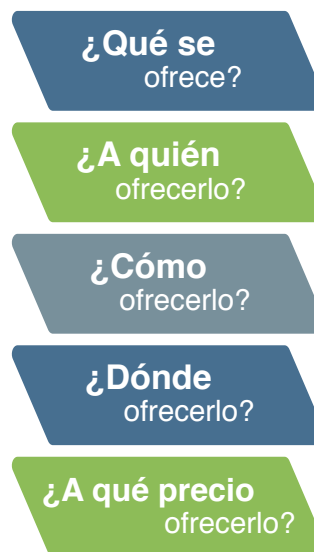 ¿Qué se
ofrece?
¿A quién
ofrecerlo?
¿Cómo
ofrecerlo?
¿Dónde
ofrecerlo?
¿A qué precio
ofrecerlo?